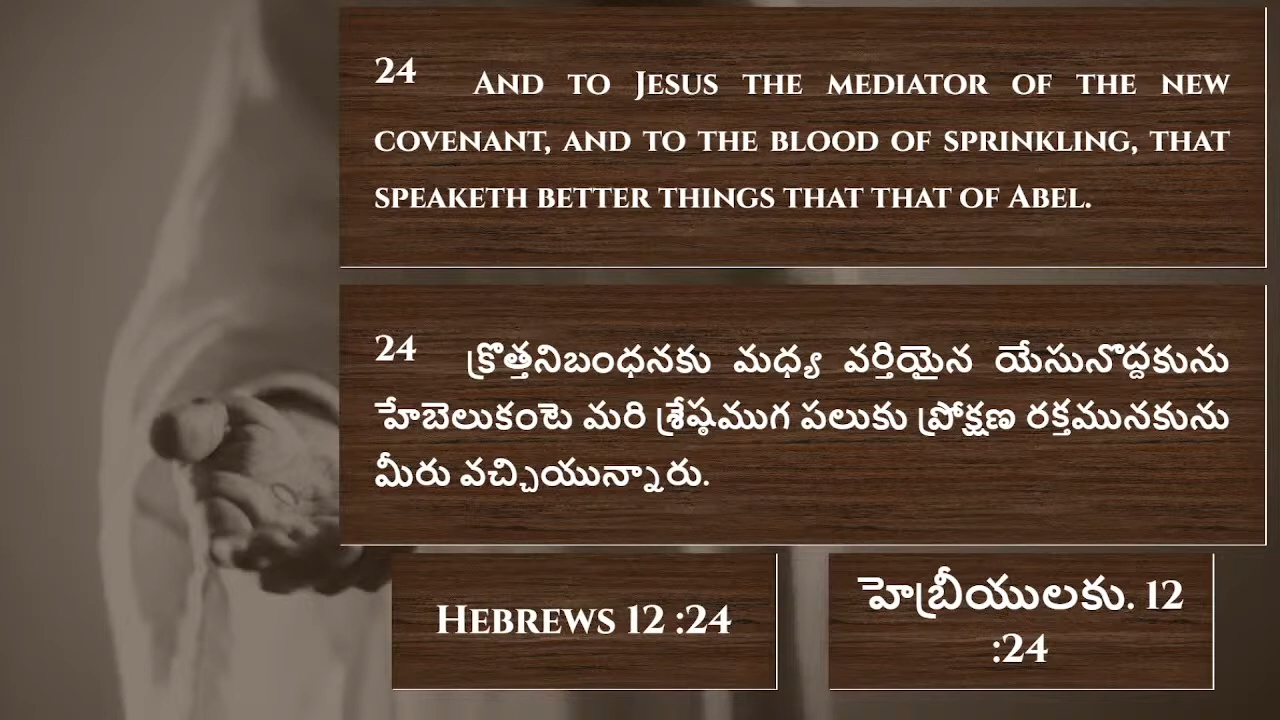 24 And to Jesus the mediator of the new
covenant, and to the blood of sprinkling, that
speaketh better things that that of Abel.
24 క్రొత్తనిబంధనకు మధ్య వర్తియైన యేసునొద్దకును
హేబెలుకంటె మరి శ్రేష్ఠముగ పలుకు ప్రోక్షణ రక్తమునకును
మీరు వచ్చియున్నారు.
Hebrews 12 :24
హెబ్రీయులకు. 12
:24